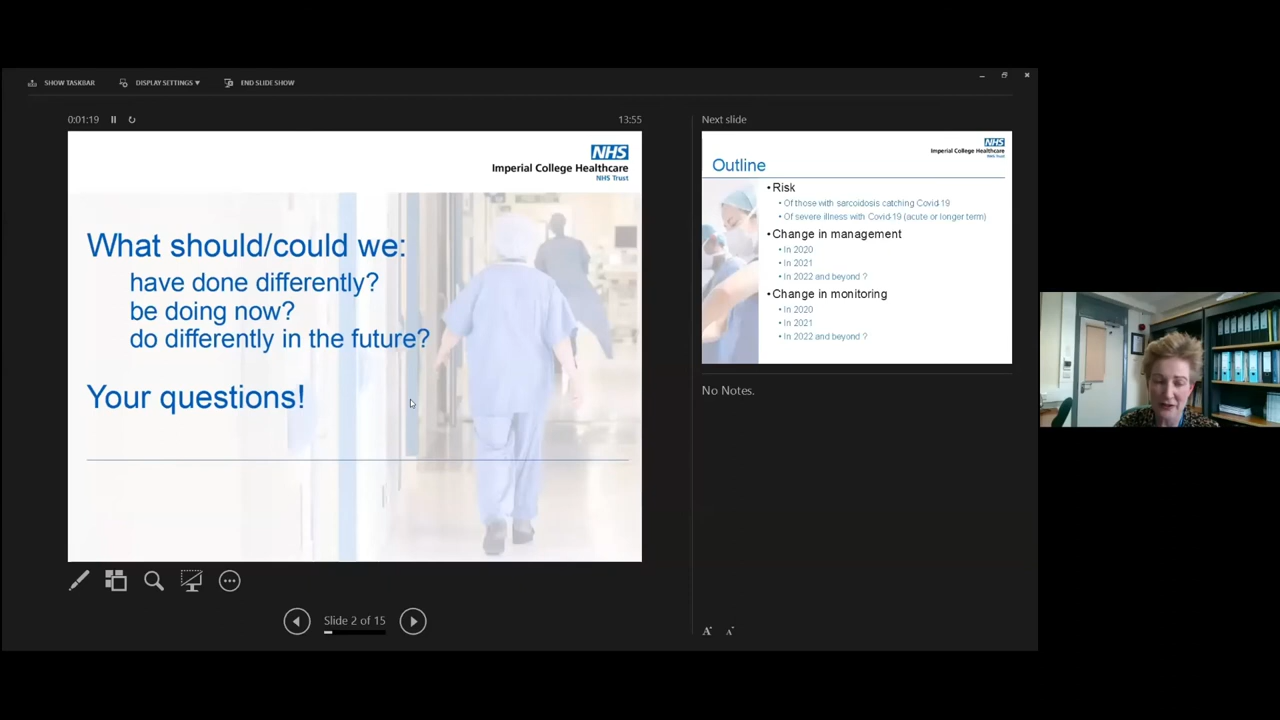 SHOW TASKBAR
DISPLAY SETTINGS ▾
END SLIDE SHOW
0:01:19
13:55
NHS
Imperial College Healthcare
NHS Trust
What should/could we:
have done differently?
be doing now?
do differently in the future?
Your questions!
Slide 2 of 15
Next slide
NHS
Imperial College Healthcare
NHS Trust
Outline
• Risk
• Of those with sarcoidosis catching Covid-19
• Of severe illness with Covid-19 (acute or longer term)
• Change in management
• In 2020
• In 2021
• In 2022 and beyond ?
• Change in monitoring
• In 2020
• In 2021
• In 2022 and beyond ?
No Notes.
A A